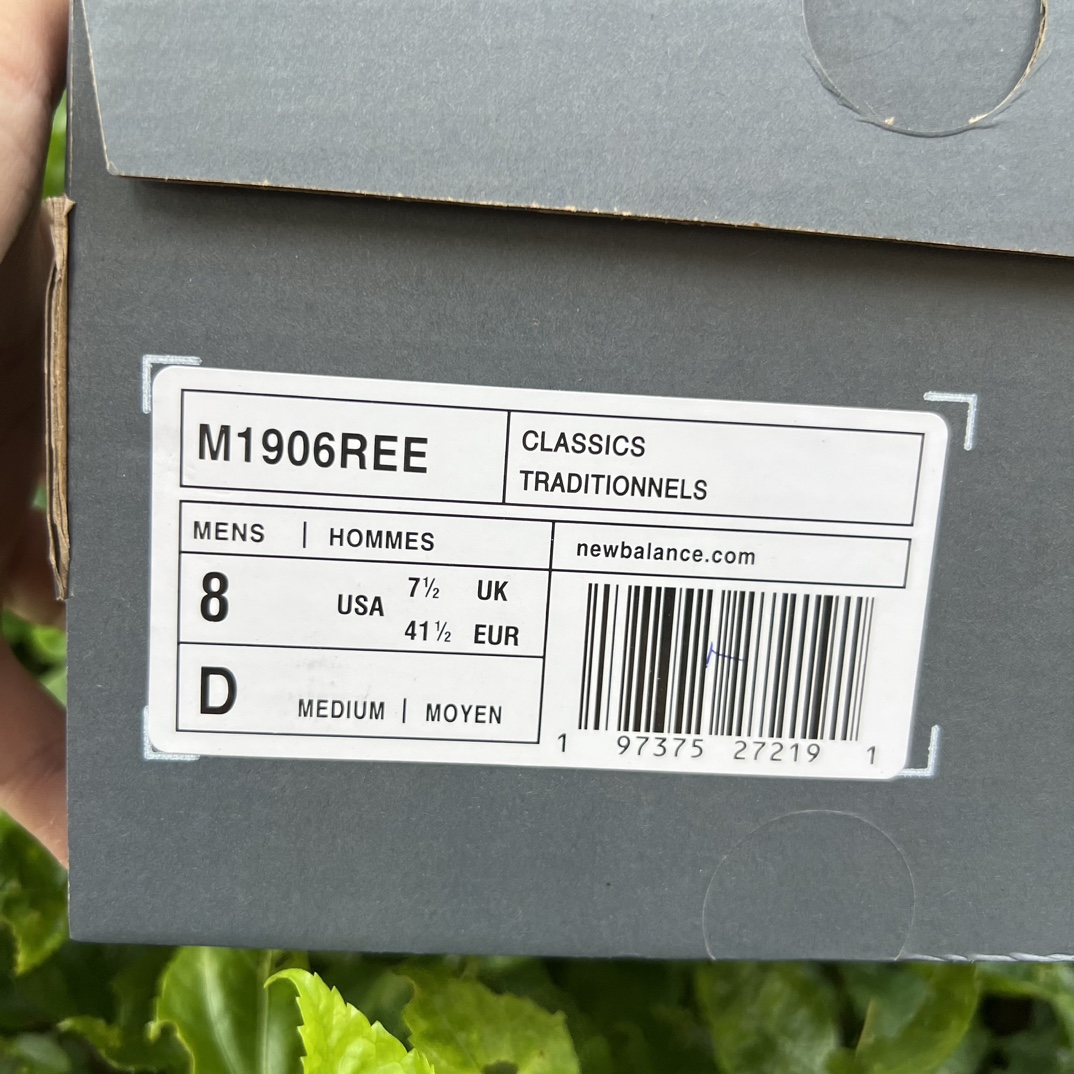 M1906REE
CLASSICS
TRADITIONNELS
MENS | HOMMES
newbalance.com
8 USA 7½ UK
41½ EUR
D MEDIUM | MOYEN
1 97375 27219 1